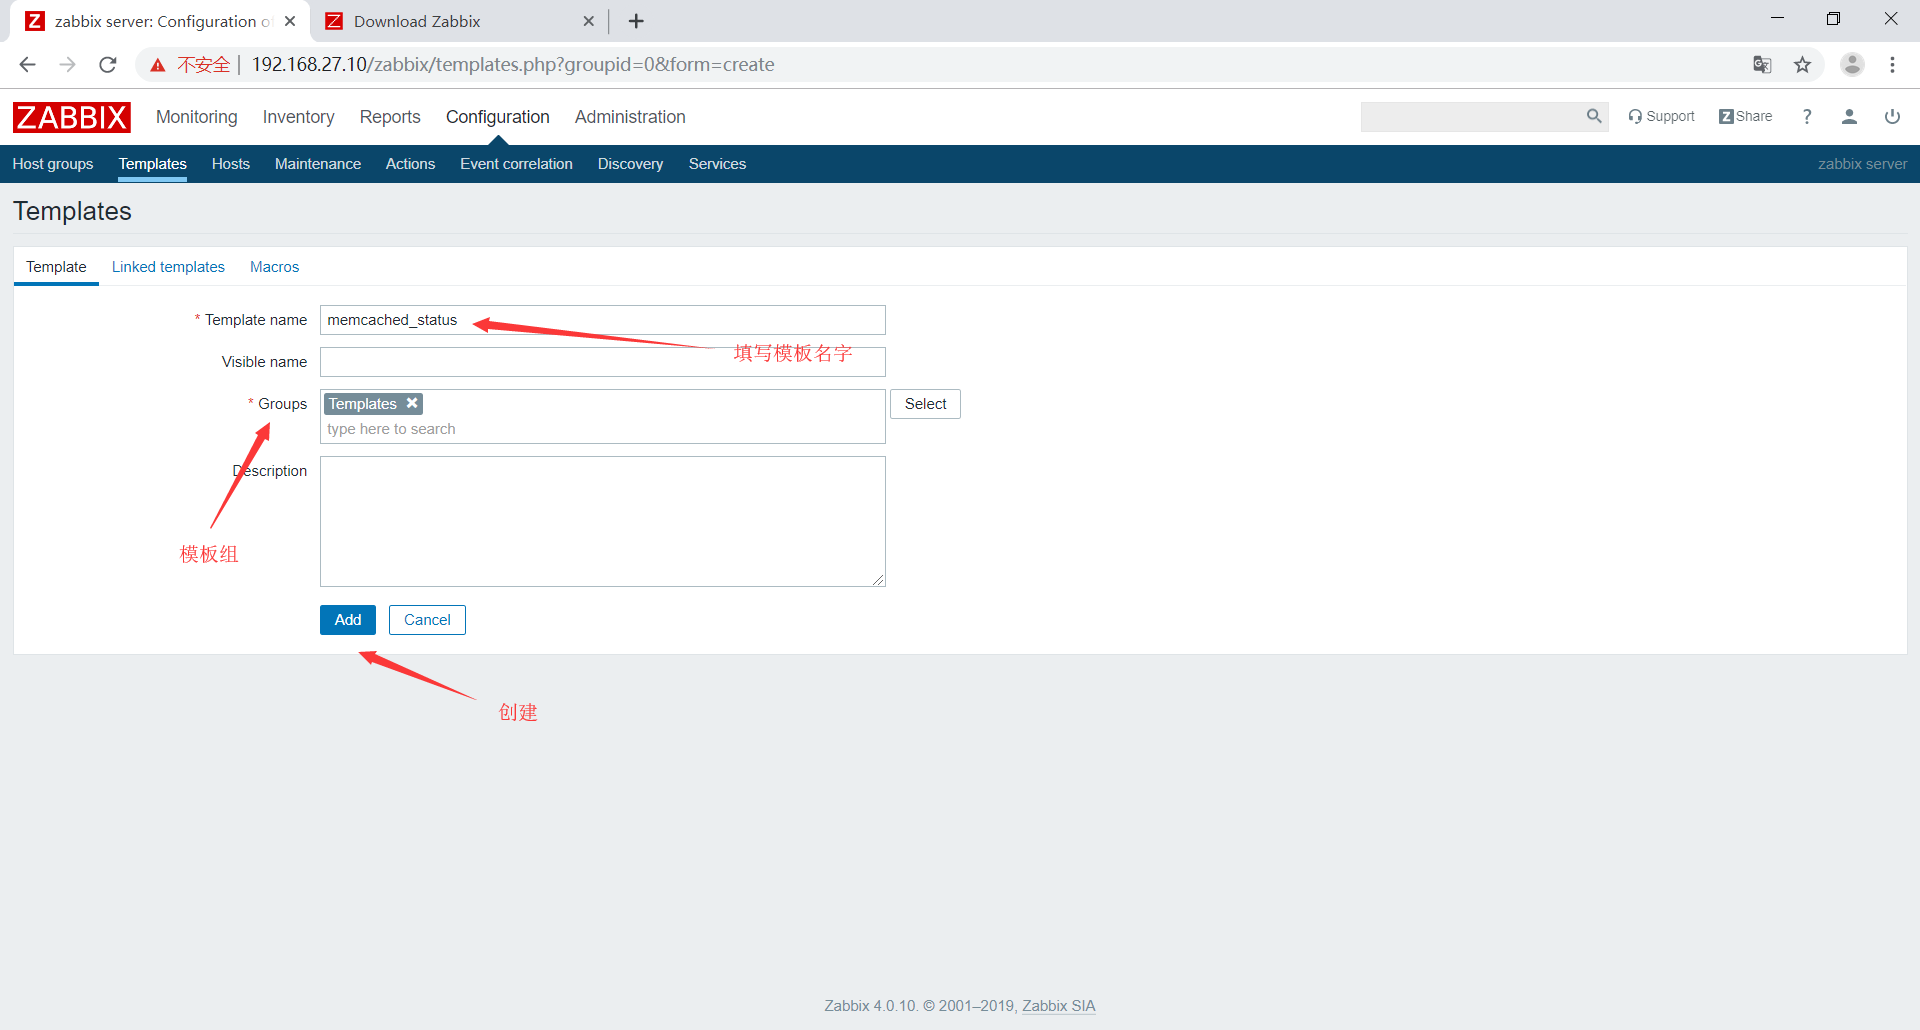 zabbix server: Configuration o
Download Zabbix
不安全 | 192.168.27.10/zabbix/templates.php?groupid=0&form=create
ZABBIX Monitoring Inventory Reports Configuration Administration Support Z Share ?
Host groups Templates Hosts Maintenance Actions Event correlation Discovery Services zabbix server
Templates
Template Linked templates Macros
* Template name memcached_status
填写模板名字
Visible name
* Groups Templates Select
type here to search
Description
模板组
Add Cancel
创建
Zabbix 4.0.10. © 2001–2019, Zabbix SIA